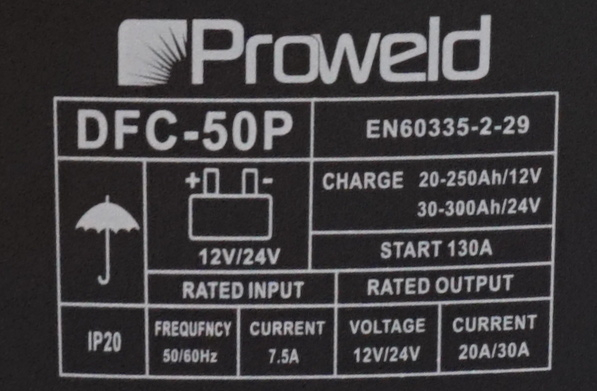 Proweld
DFC-50P
EN60335-2-29
+ -
12V/24V
CHARGE 20-250Ah/12V
30-300Ah/24V
START 130A
RATED INPUT
RATED OUTPUT
IP20
FREQUFNCY
50/60Hz
CURRENT
7.5A
VOLTAGE
12V/24V
CURRENT
20A/30A